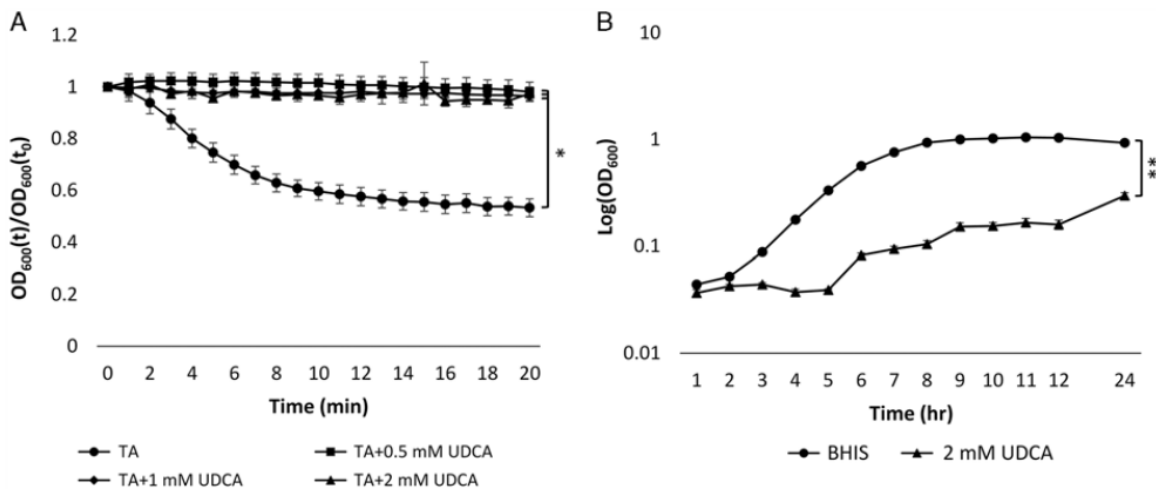 A
1.2
1
0.8
0.6
0.4
0.2
0
OD600(t)/OD600(t0)
*
0 2 4 6 8 10 12 14 16 18 20
Time (min)
TA
TA+0.5 mM UDCA
TA+1 mM UDCA
TA+2 mM UDCA
B
10
1
0.1
0.01
Log(OD600)
**
1 2 3 4 5 6 7 8 9 10 11 12 24
Time (hr)
BHIS
2 mM UDCA